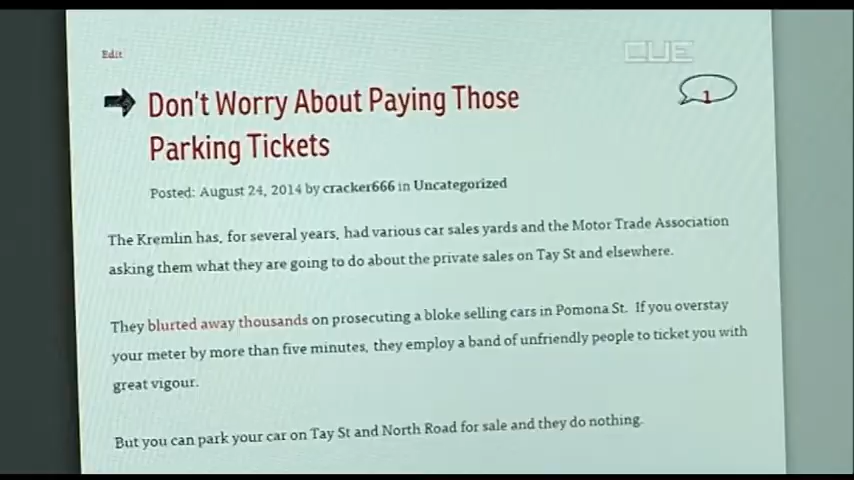 Edit
CUE
Don't Worry About Paying Those
1
Parking Tickets
Posted: August 24, 2014 by cracker666 in Uncategorized
The Kremlin has, for several years, had various car sales yards and the Motor Trade Association
asking them what they are going to do about the private sales on Tay St and elsewhere.
They blurted away thousands on prosecuting a bloke selling cars in Pomona St. If you overstay
your meter by more than five minutes, they employ a band of unfriendly people to ticket you with
great vigour.
But you can park your car on Tay St and North Road for sale and they do nothing.